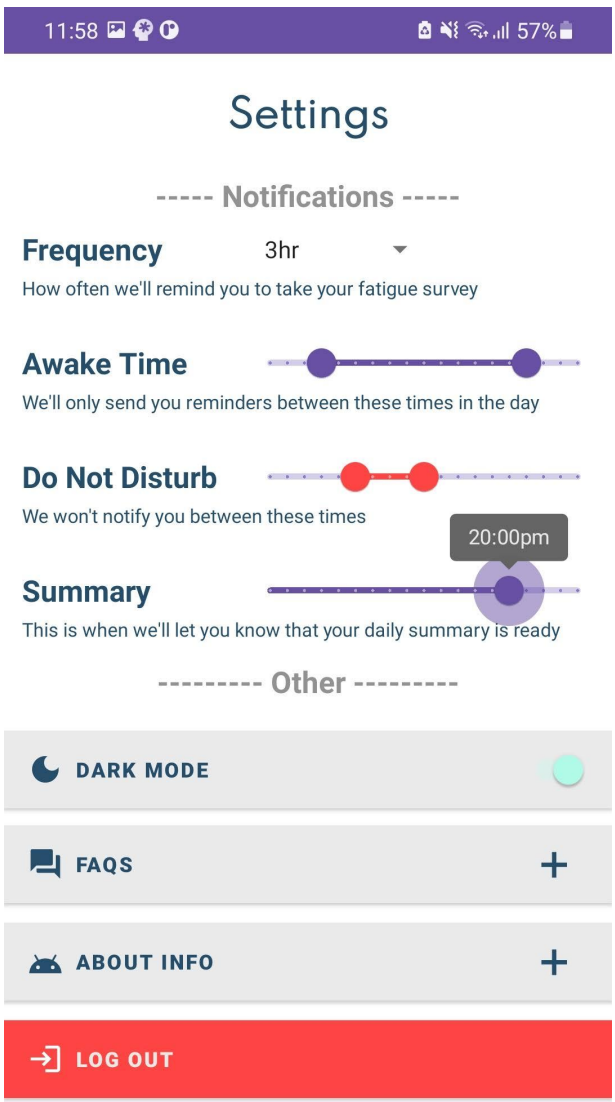 11:58 57%
Settings
----- Notifications -----
Frequency 3hr
How often we'll remind you to take your fatigue survey
Awake Time
We'll only send you reminders between these times in the day
Do Not Disturb
We won't notify you between these times
20:00pm
Summary
This is when we'll let you know that your daily summary is ready
--------- Other ---------
DARK MODE
FAQS
ABOUT INFO
LOG OUT